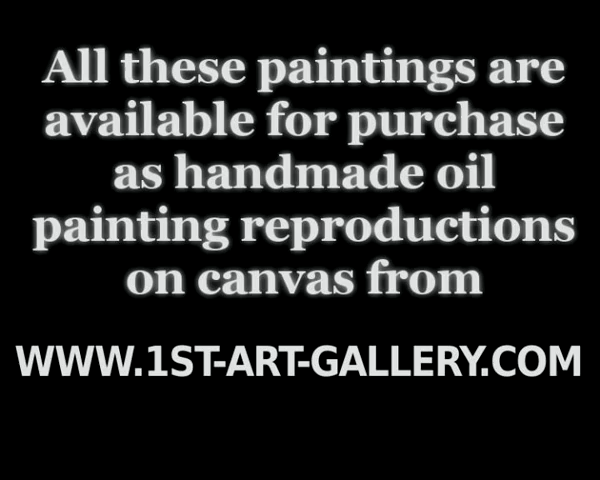 All these paintings are
available for purchase
as handmade oil
painting reproductions
on canvas from
WWW.1ST-ART-GALLERY.COM